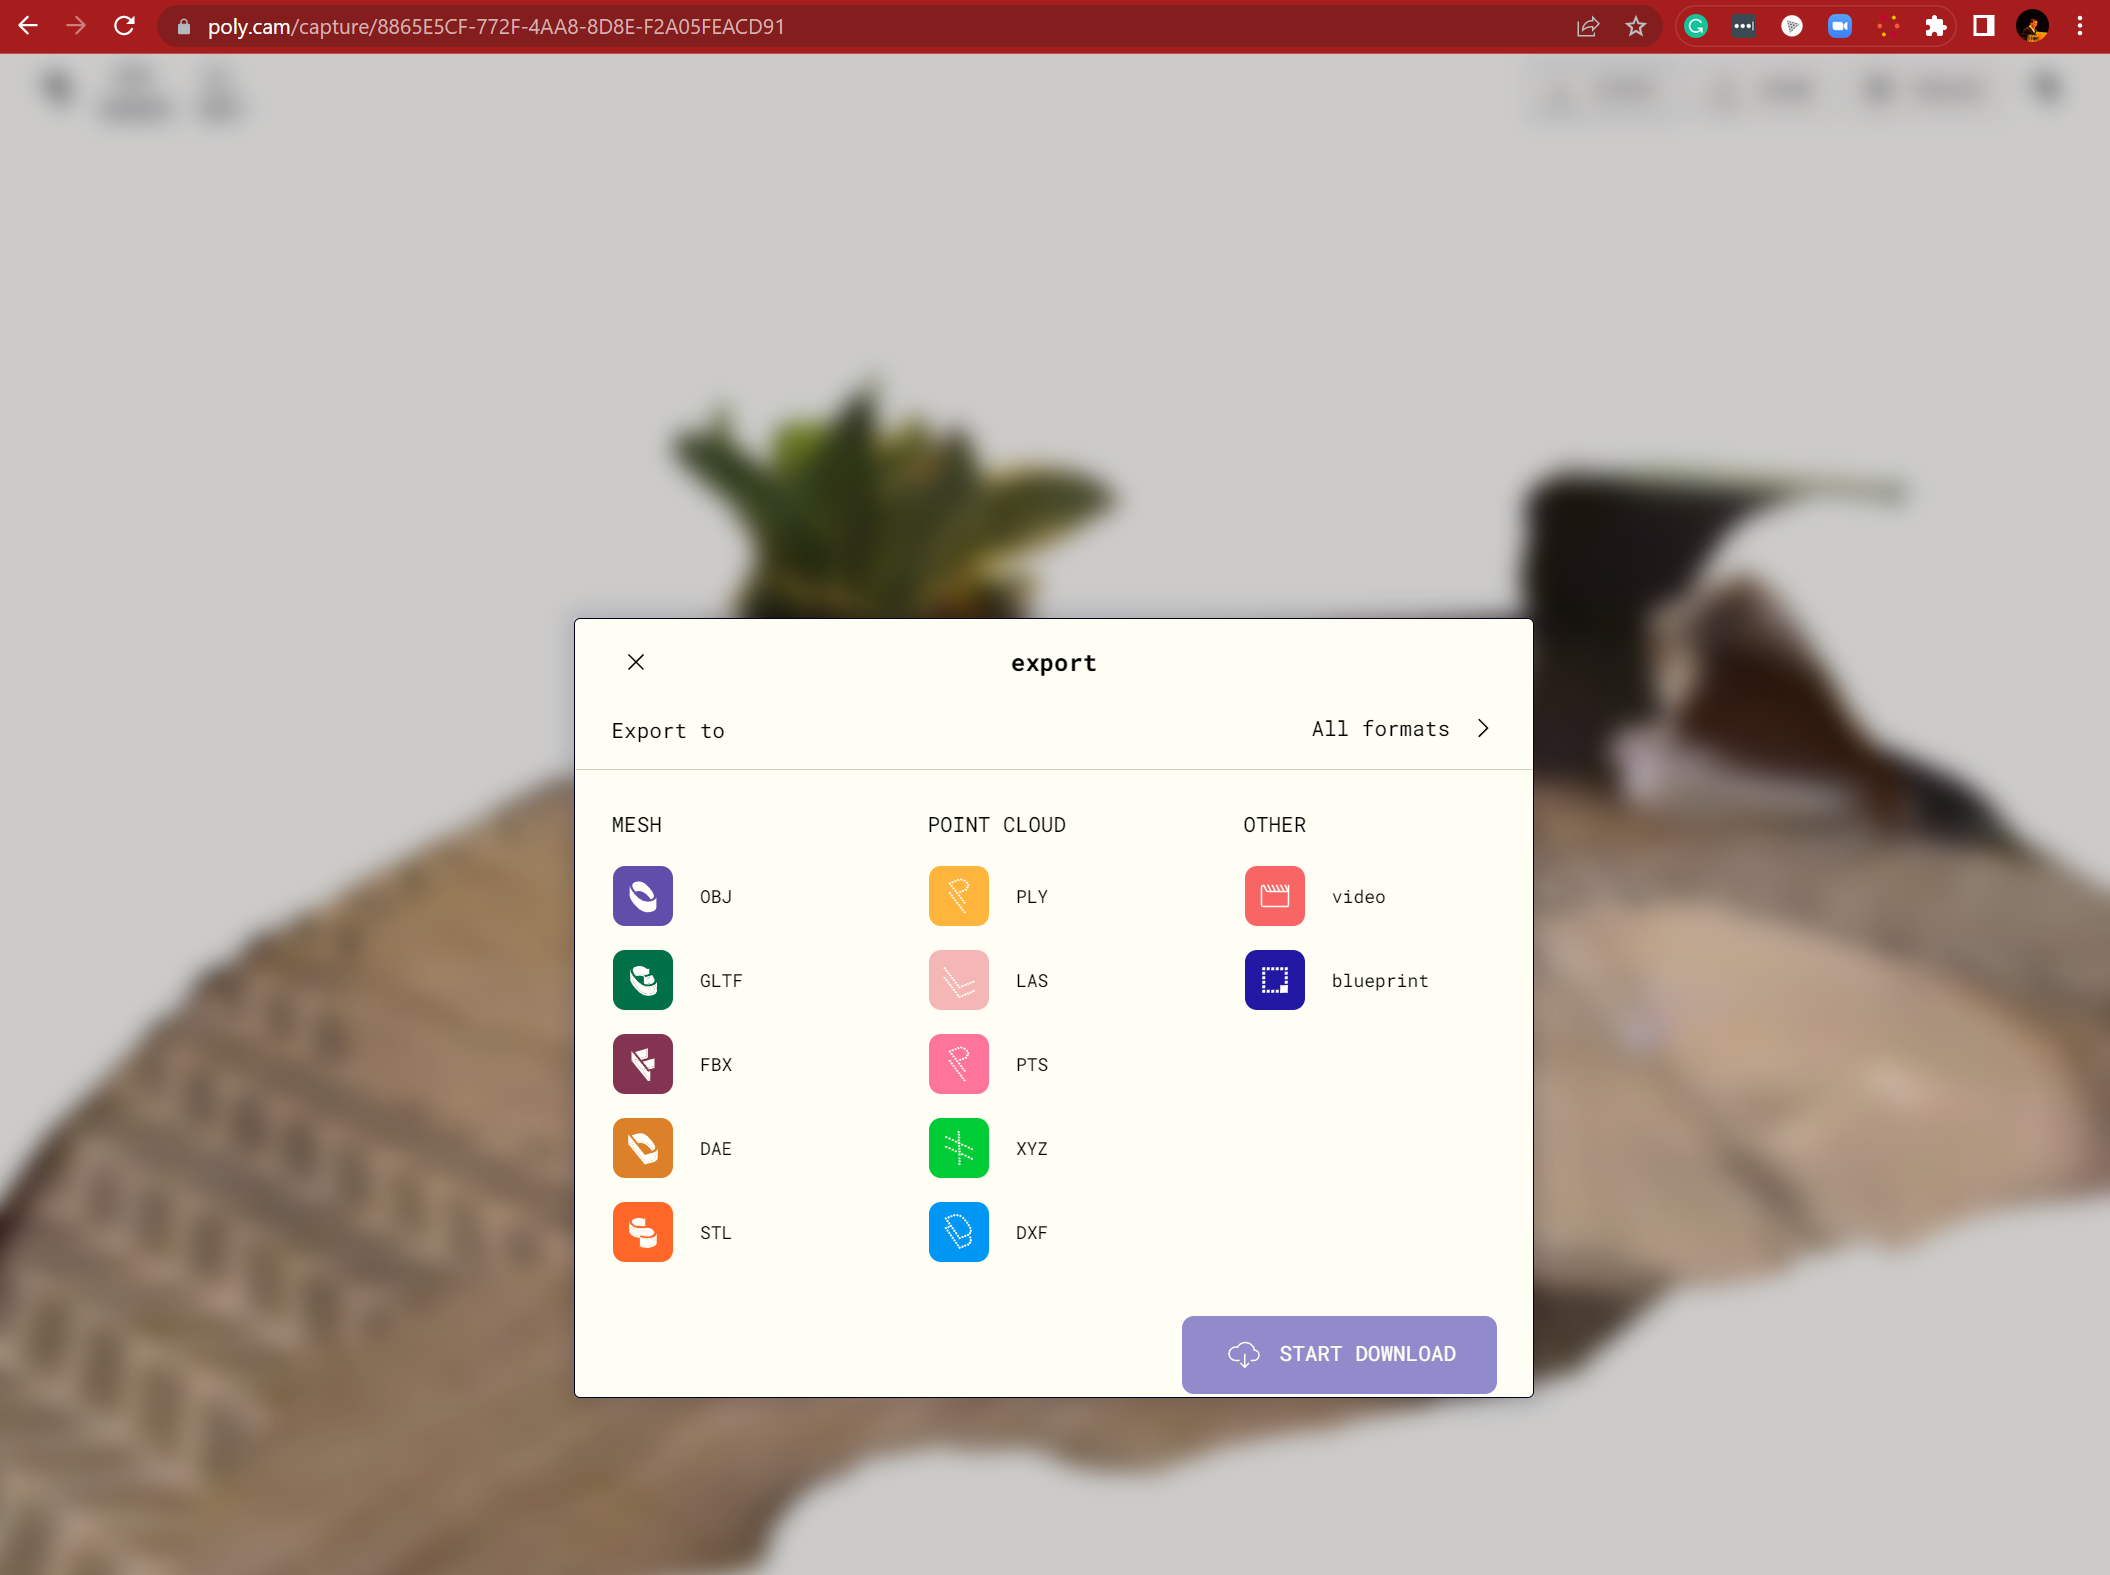 poly.cam/capture/8865E5CF-772F-4AA8-8D8E-F2A05FEACD91
export
Export to
All formats
MESH
POINT CLOUD
OTHER
OBJ
PLY
video
GLTF
LAS
blueprint
FBX
PTS
DAE
XYZ
STL
DXF
START DOWNLOAD